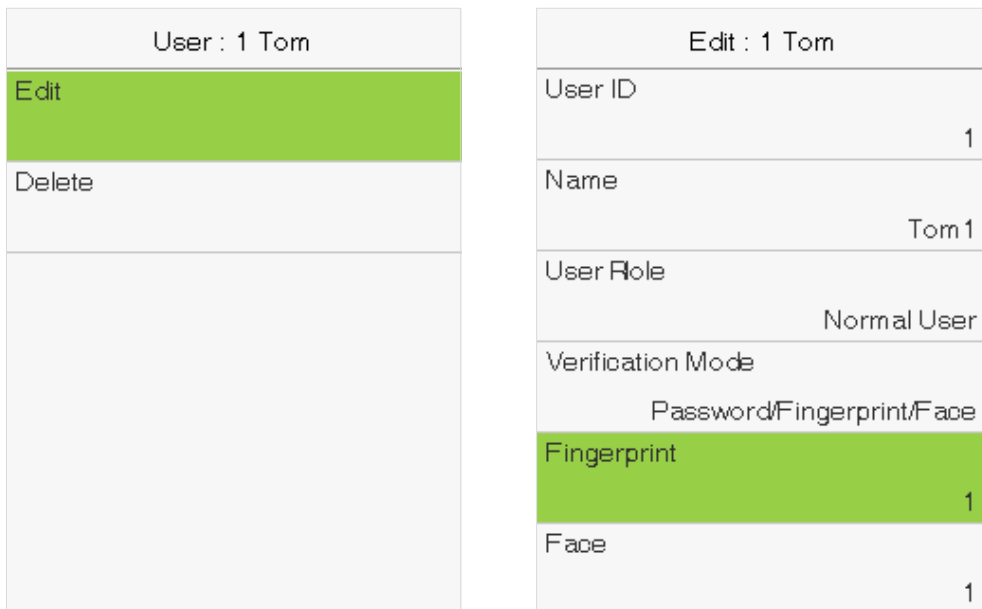 User : 1 Tom
Edit
Delete
Edit : 1 Tom
User ID
1
Name
Tom1
User Role
Normal User
Verification Mode
Password/Fingerprint/Face
Fingerprint
1
Face
1